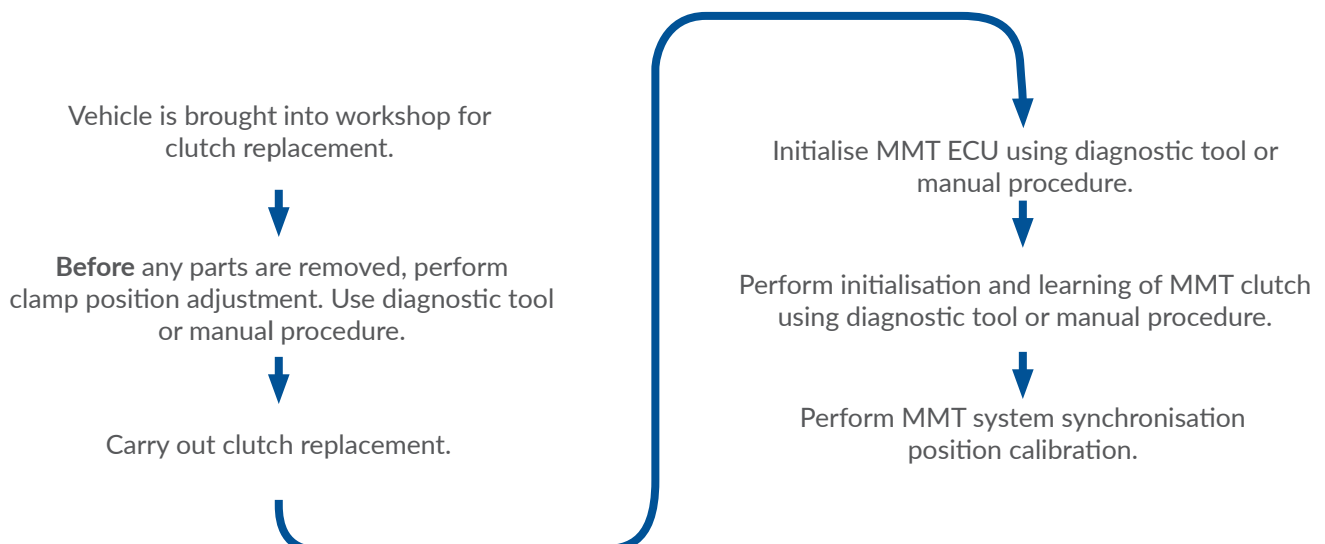 Vehicle is brought into workshop for
clutch replacement.
Before any parts are removed, perform
clamp position adjustment. Use diagnostic tool
or manual procedure.
Carry out clutch replacement.
Initialise MMT ECU using diagnostic tool or
manual procedure.
Perform initialisation and learning of MMT clutch
using diagnostic tool or manual procedure.
Perform MMT system synchronisation
position calibration.